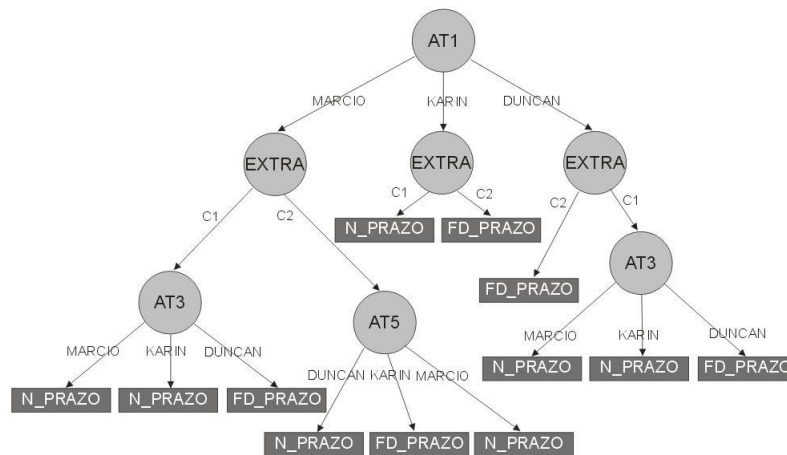 AT1
MARCIO KARIN DUNCAN
EXTRA EXTRA EXTRA
C1 C2 C2 C1
C1 C2 N_PRAZO FD_PRAZO
AT3
FD_PRAZO
AT3 AT5
MARCIO KARIN DUNCAN
MARCIO KARIN DUNCAN
N_PRAZO N_PRAZO FD_PRAZO
DUNCAN KARIN MARCIO
N_PRAZO N_PRAZO FD_PRAZO
N_PRAZO FD_PRAZO N_PRAZO